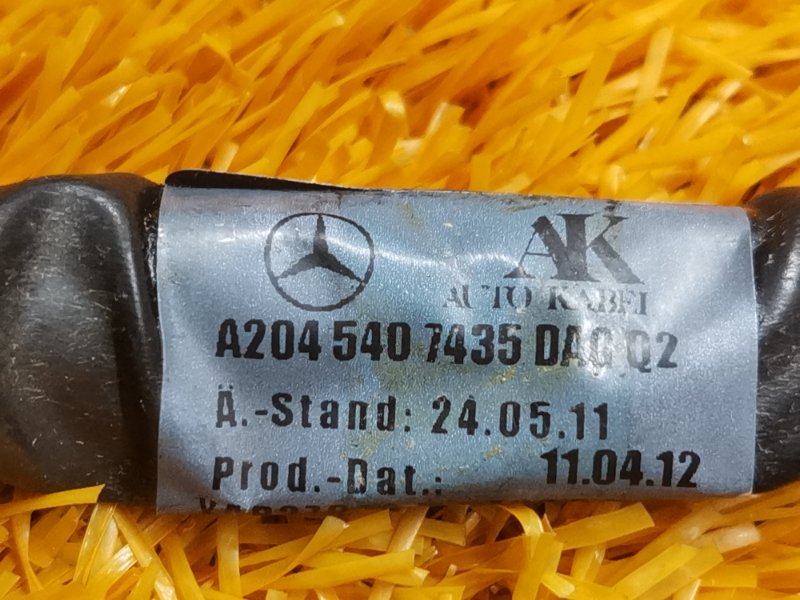 AK
AUTO KABEL
A204 540 7435 DAG Q2
Ä.-Stand: 24.05.11
Prod.-Dat.: 11.04.12